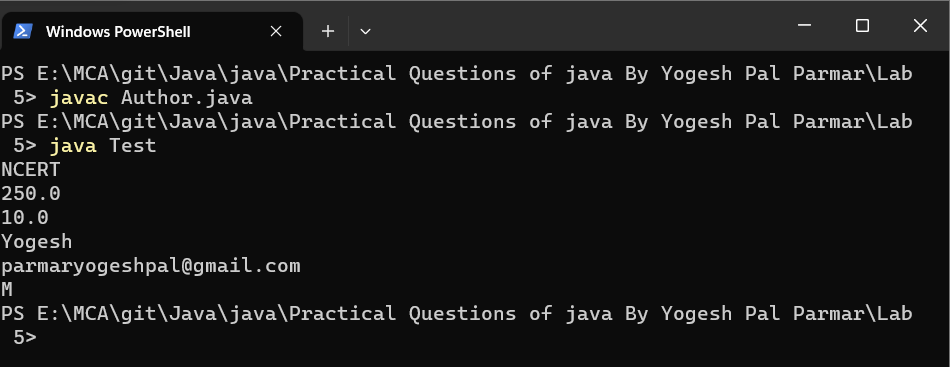 Windows PowerShell
PS E:\MCA\git\Java\java\Practical Questions of java By Yogesh Pal Parmar\Lab
 5> javac Author.java
PS E:\MCA\git\Java\java\Practical Questions of java By Yogesh Pal Parmar\Lab
 5> java Test
NCERT
250.0
10.0
Yogesh
parmaryogeshpal@gmail.com
M
PS E:\MCA\git\Java\java\Practical Questions of java By Yogesh Pal Parmar\Lab
 5>